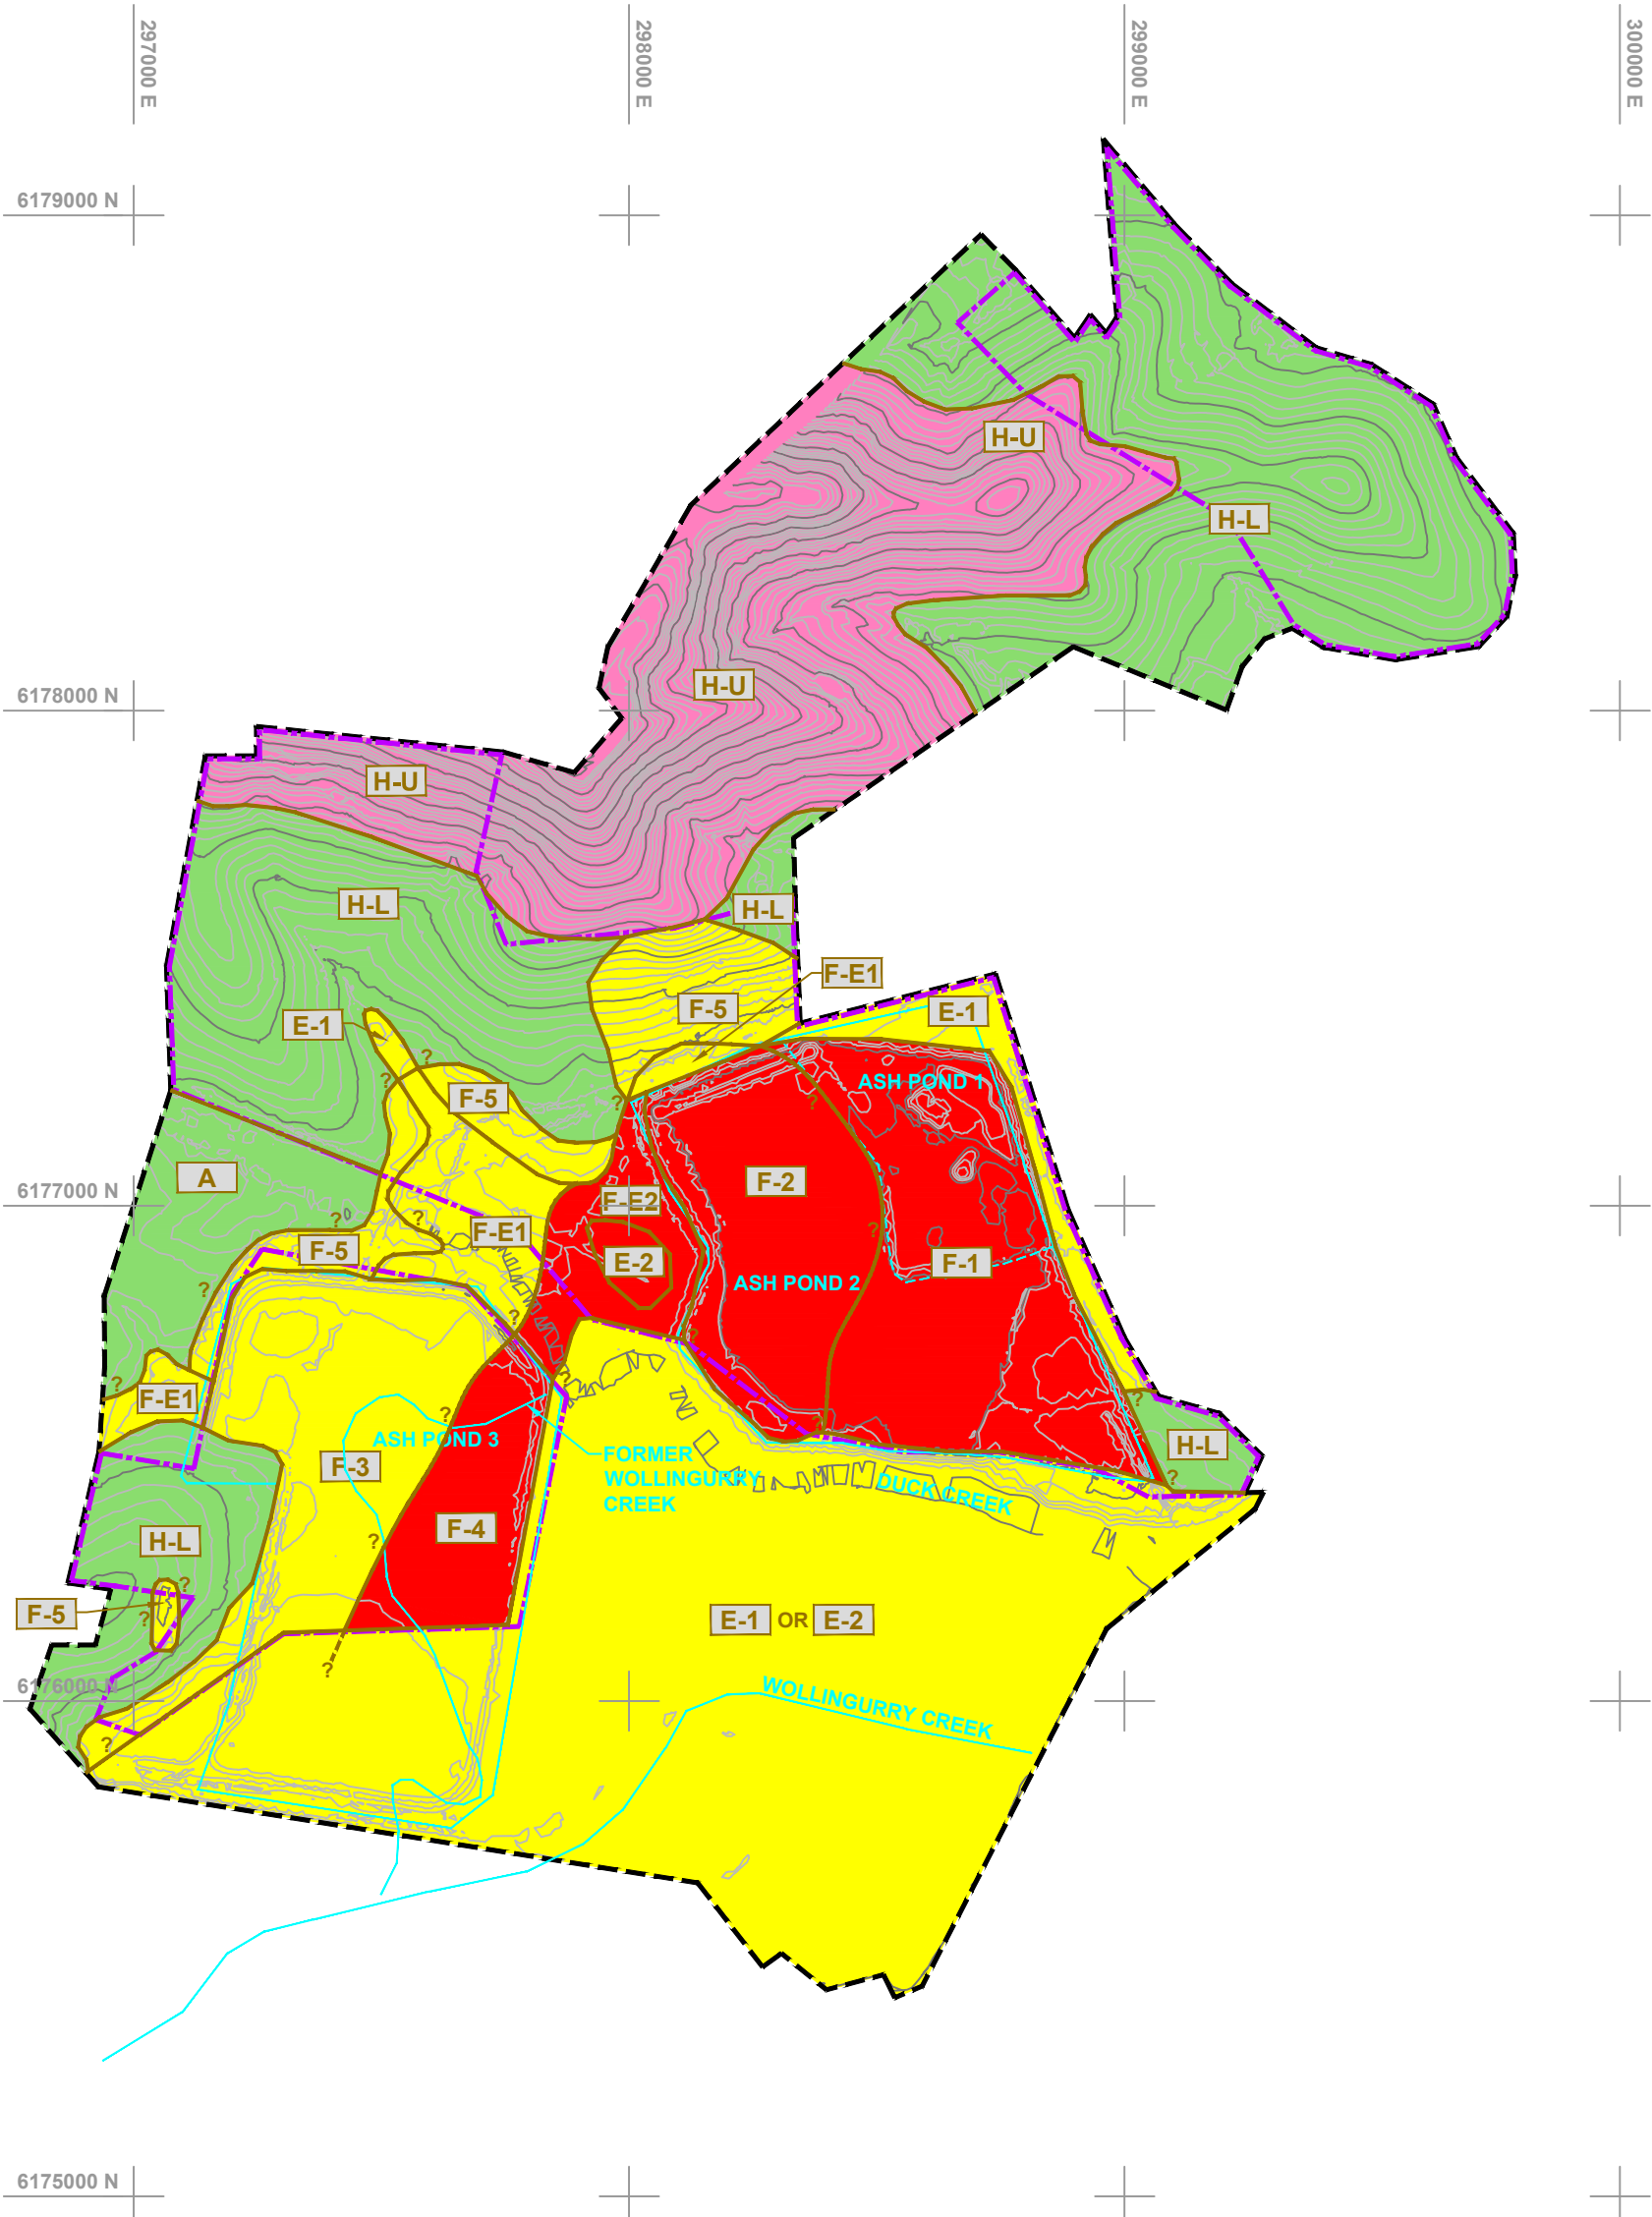 297000 E
298000 E
299000 E
300000 E
6179000 N
H-U
H-L
H-U
6178000 N
H-U
H-L
H-L
F-E1
F-5
E-1
E-1
ASH POND 1
?
?
F-5
?
?
A
F-2
6177000 N
F-E2
?
?
F-E1
?
F-5
E-2
F-1
ASH POND 2
?
?
?
?
?
F-E1
?
?
?
ASH POND 3
H-L
FORMER
WOLLINGURRY
CREEK
F-3
?
DUCK CREEK
F-4
H-L
?
?
F-5
?
E-1 OR E-2
?
6176000 N
WOLLINGURRY CREEK
?
6175000 N